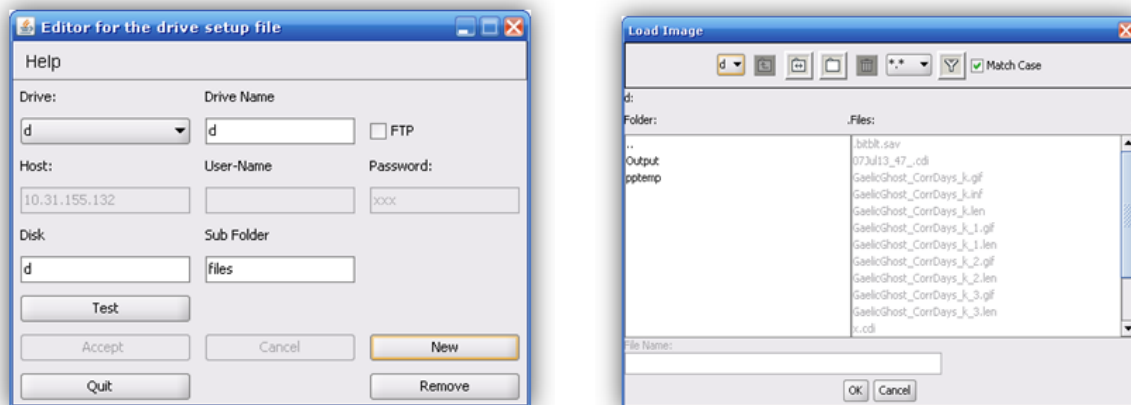 Editor for the drive setup file
Help
Drive: Drive Name
d d FTP
Host: User-Name Password:
10.31.155.132 xxx
Disk Sub Folder
d files
Test
Accept Cancel New
Quit Remove
Load Image
d *.* Match Case
d:
Folder: .Files:
.. .bitblt.sav
Output 07Jul13_47_.cdi
pptemp GaelicGhost_CorrDays_k.gif
GaelicGhost_CorrDays_k.inf
GaelicGhost_CorrDays_k.len
GaelicGhost_CorrDays_k_1.gif
GaelicGhost_CorrDays_k_1.len
GaelicGhost_CorrDays_k_2.gif
GaelicGhost_CorrDays_k_2.len
GaelicGhost_CorrDays_k_3.gif
GaelicGhost_CorrDays_k_3.len
x.cdi
File Name:
OK Cancel